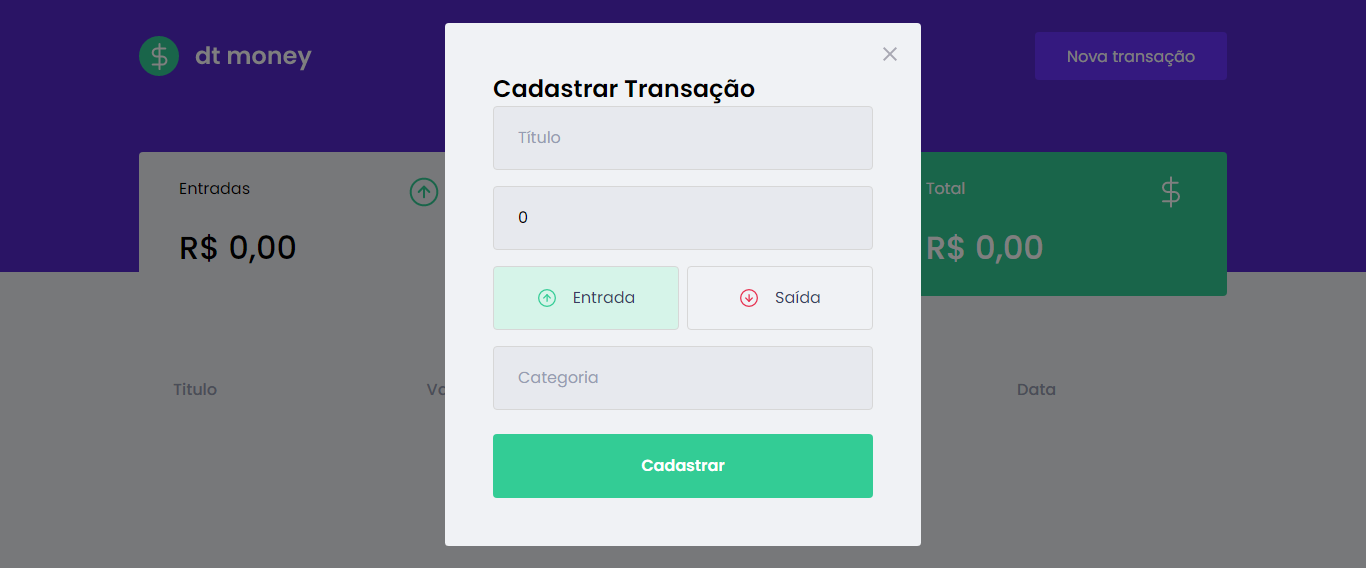 dt money
Nova transação
Entradas
R$ 0,00
Total
R$ 0,00
Título
Data
Cadastrar Transação
Título
0
Entrada
Saída
Categoria
Cadastrar